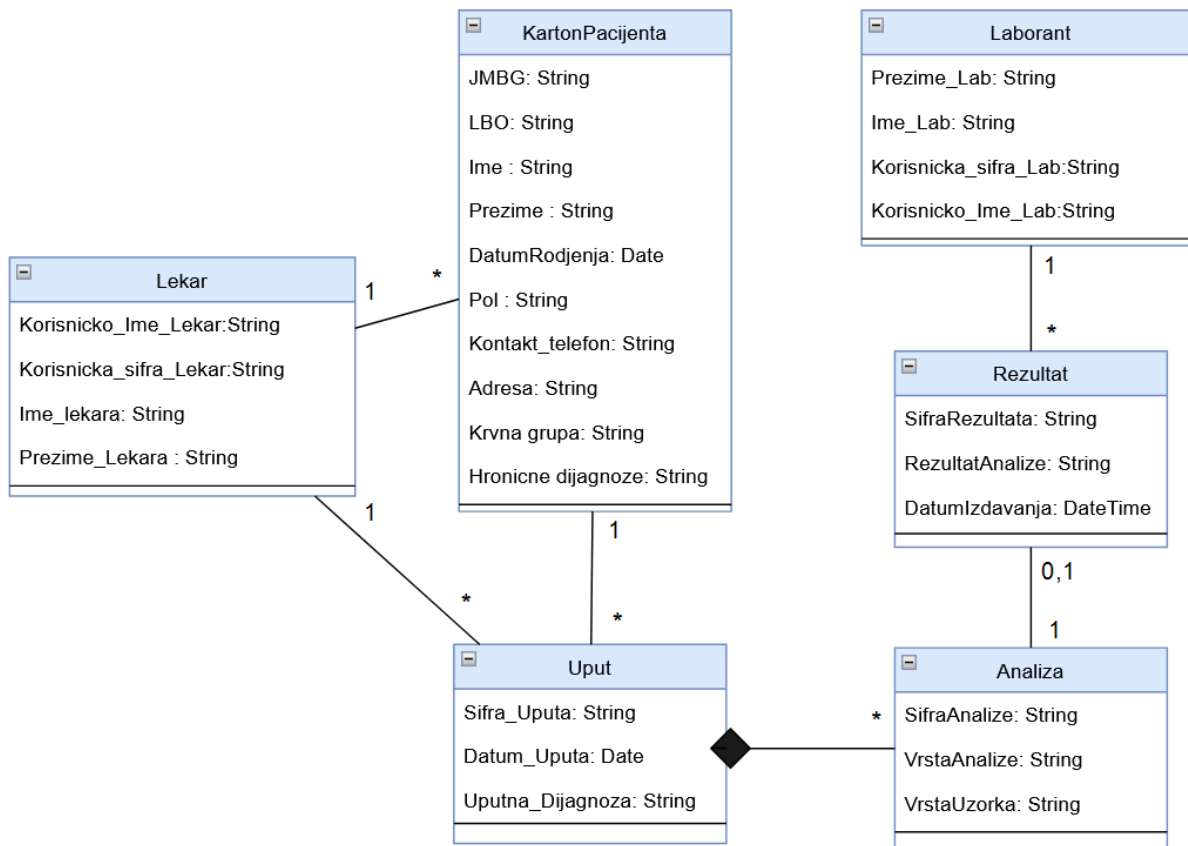 KartonPacijenta
JMBG: String
LBO: String
Ime : String
Prezime : String
DatumRodjenja: Date
Pol : String
Kontakt_telefon: String
Adresa: String
Krvna grupa: String
Hronicne dijagnoze: String
Laborant
Prezime_Lab: String
Ime_Lab: String
Korisnicka_sifra_Lab:String
Korisnicko_Ime_Lab:String
Lekar
Korisnicko_Ime_Lekar:String
Korisnicka_sifra_Lekar:String
Ime_lekara: String
Prezime_Lekara : String
1
*
1
*
1
*
1
*
Rezultat
SifraRezultata: String
RezultatAnalize: String
DatumIzdavanja: DateTime
0,1
1
Uput
Sifra_Uputa: String
Datum_Uputa: Date
Uputna_Dijagnoza: String
*
Analiza
SifraAnalize: String
VrstaAnalize: String
VrstaUzorka: String